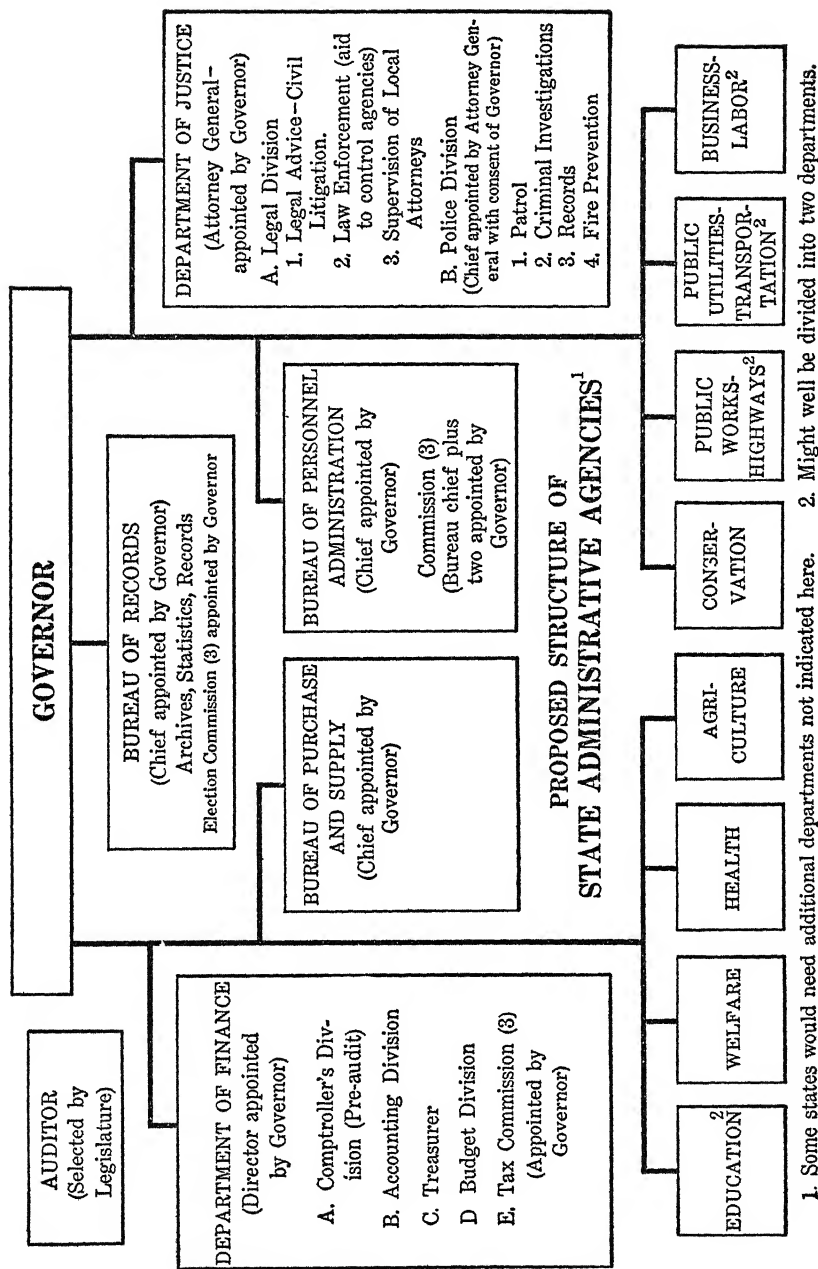 GOVERNOR
AUDITOR
(Selected by
Legislature)
BUREAU OF RECORDS
(Chief appointed by Governor)
Archives, Statistics, Records
Election Commission (3) appointed by Governor
DEPARTMENT OF FINANCE
(Director appointed
by Governor)
A. Comptroller's Div-
ision (Pre-audit)
B. Accounting Division
C. Treasurer
D Budget Division
E. Tax Commission (3)
(Appointed by
Governor)
BUREAU OF PURCHASE
AND SUPPLY
(Chief appointed by
Governor)
BUREAU OF PERSONNEL
ADMINISTRATION
(Chief appointed by
Governor)
Commission (3)
(Bureau chief plus
two appointed by
Governor)
DEPARTMENT OF JUSTICE
(Attorney General—
appointed by Governor)
A. Legal Division
1. Legal Advice—Civil
Litigation.
2. Law Enforcement (aid
to control agencies)
3. Supervision of Local
Attorneys
B. Police Division
(Chief appointed by Attorney Gen-
eral with consent of Governor)
1. Patrol
2. Criminal Investigations
3. Records
4. Fire Prevention
PROPOSED STRUCTURE OF
STATE ADMINISTRATIVE AGENCIES¹
EDUCATION²
WELFARE
HEALTH
AGRI-
CULTURE
CONSER-
VATION
PUBLIC
WORKS-
HIGHWAYS²
PUBLIC
UTILITIES-
TRANSPOR-
TATION²
BUSINESS-
LABOR²
1. Some states would need additional departments not indicated here. 2. Might well be divided into two departments.